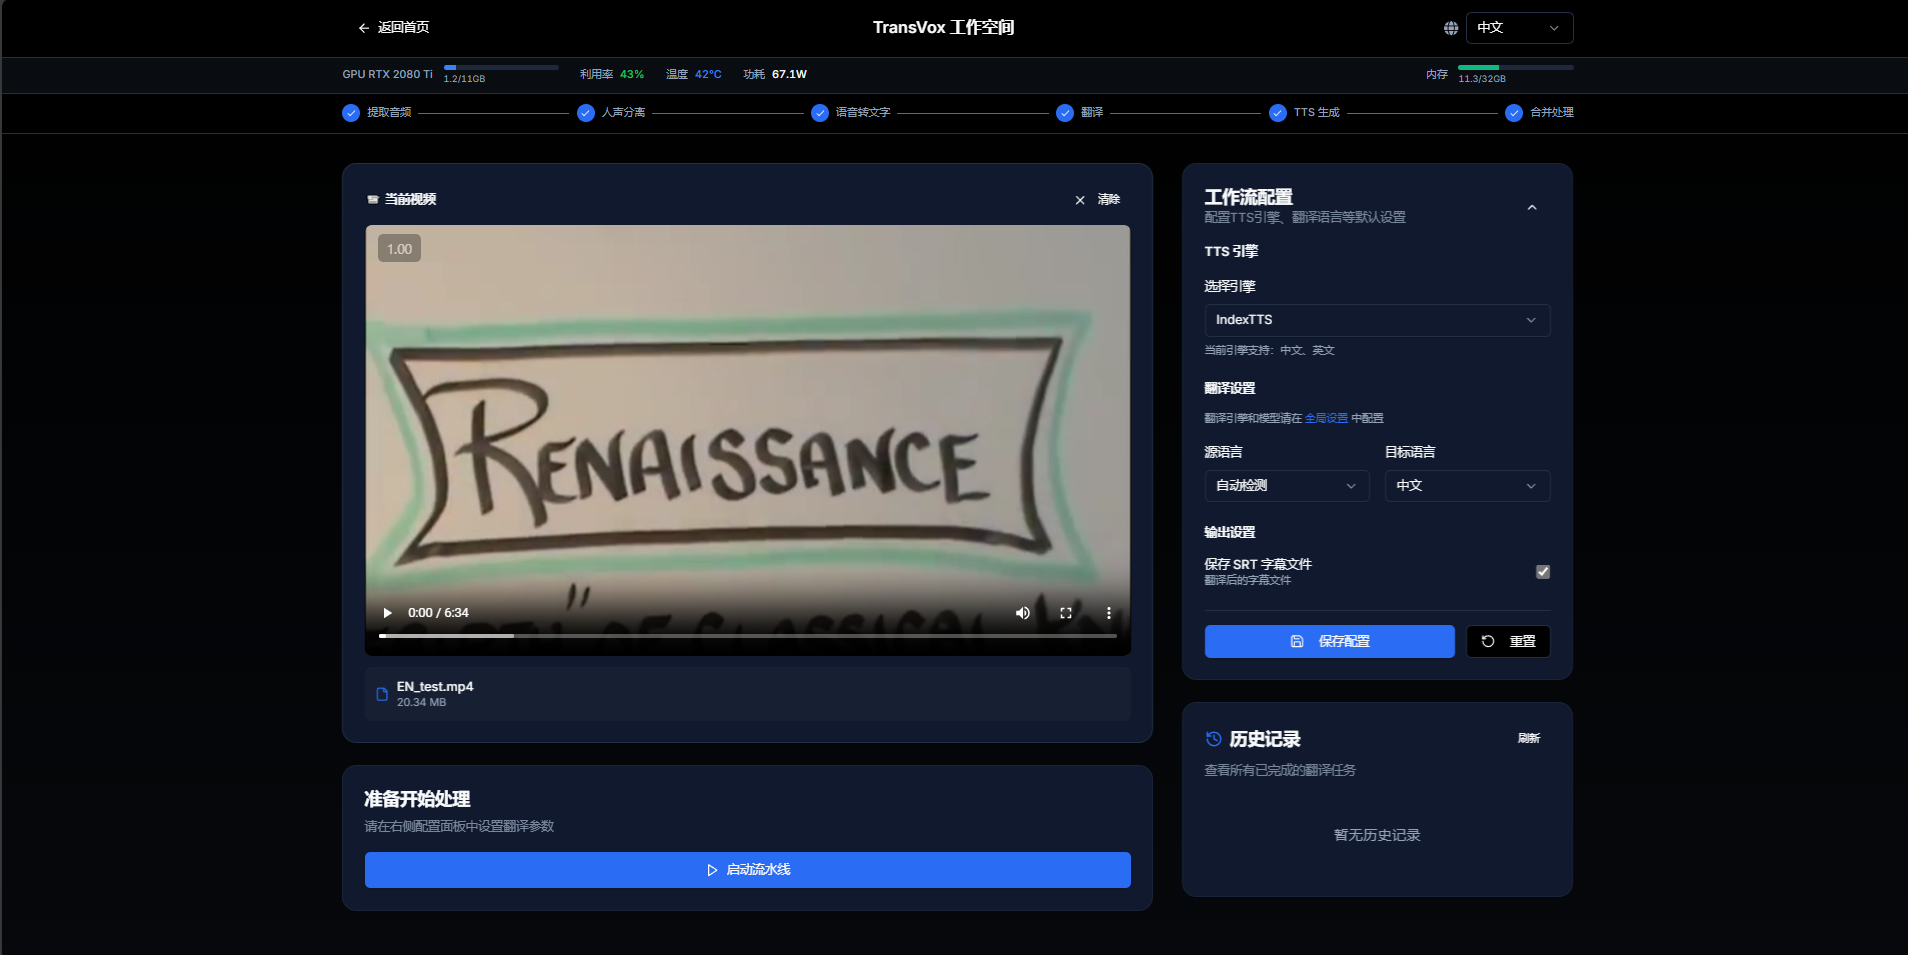 返回首页
TransVox 工作空间
中文
GPU RTX 2080 Ti
1.2/11GB
利用率 43%
温度 42°C
功耗 67.1W
内存
11.3/32GB
提取音频
人声分离
语音转文字
翻译
TTS 生成
合并处理
当前视频
清除
1.00
RENAISSANCE
OF CLASSICAL
0:00 / 6:34
EN_test.mp4
20.34 MB
准备开始处理
请在右侧配置面板中设置翻译参数
启动流水线
工作流配置
配置TTS引擎、翻译语言等默认设置
TTS 引擎
选择引擎
IndexTTS
当前引擎支持：中文、英文
翻译设置
翻译引擎和模型请在 全局设置 中配置
源语言
目标语言
自动检测
中文
输出设置
保存 SRT 字幕文件
翻译后的字幕文件
保存配置
重置
历史记录
刷新
查看所有已完成的翻译任务
暂无历史记录